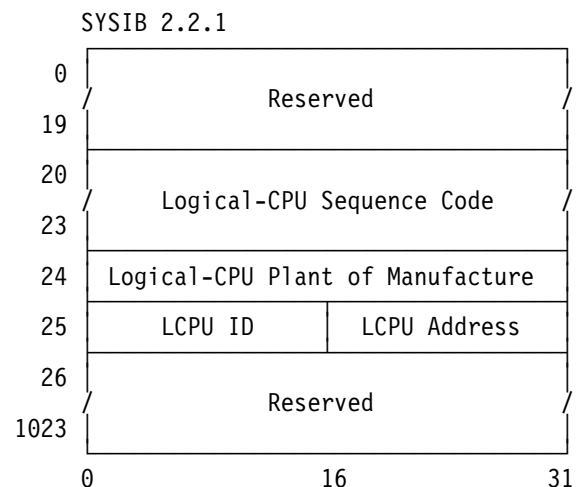 SYSIB 2.2.1
0
Reserved
19
20
Logical-CPU Sequence Code
23
24 Logical-CPU Plant of Manufacture
25 LCPU ID LCPU Address
26
Reserved
1023
0 16 31